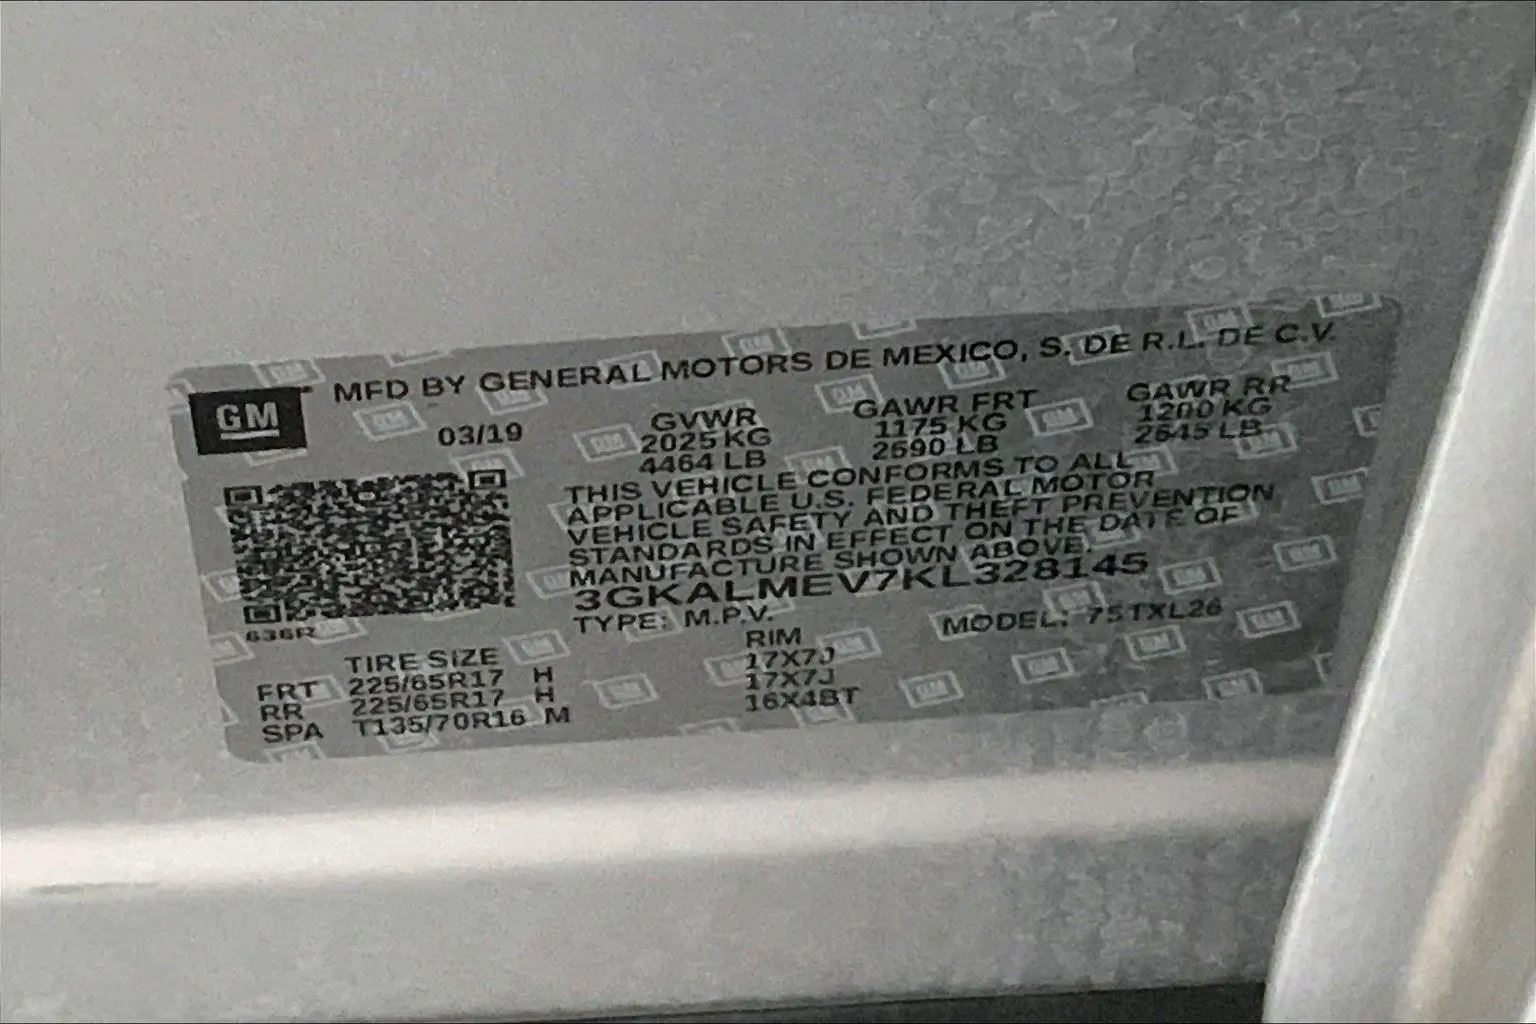 GM MFD BY GENERAL MOTORS DE MEXICO, S. DE R.L. DE C.V.
03/19 GVWR GAWR FRT GAWR RR
2025 KG 1175 KG 1200 KG
4464 LB 2590 LB 2645 LB
THIS VEHICLE CONFORMS TO ALL
APPLICABLE U.S. FEDERAL MOTOR
VEHICLE SAFETY AND THEFT PREVENTION
STANDARDS IN EFFECT ON THE DATE OF
MANUFACTURE SHOWN ABOVE.
3GKALMEV7KL328145
636R TYPE: M.P.V. MODEL: 75TXL26
TIRE SIZE RIM
FRT 225/65R17 H 17X7J
RR 225/65R17 H 17X7J
SPA T135/70R16 M 16X4BT